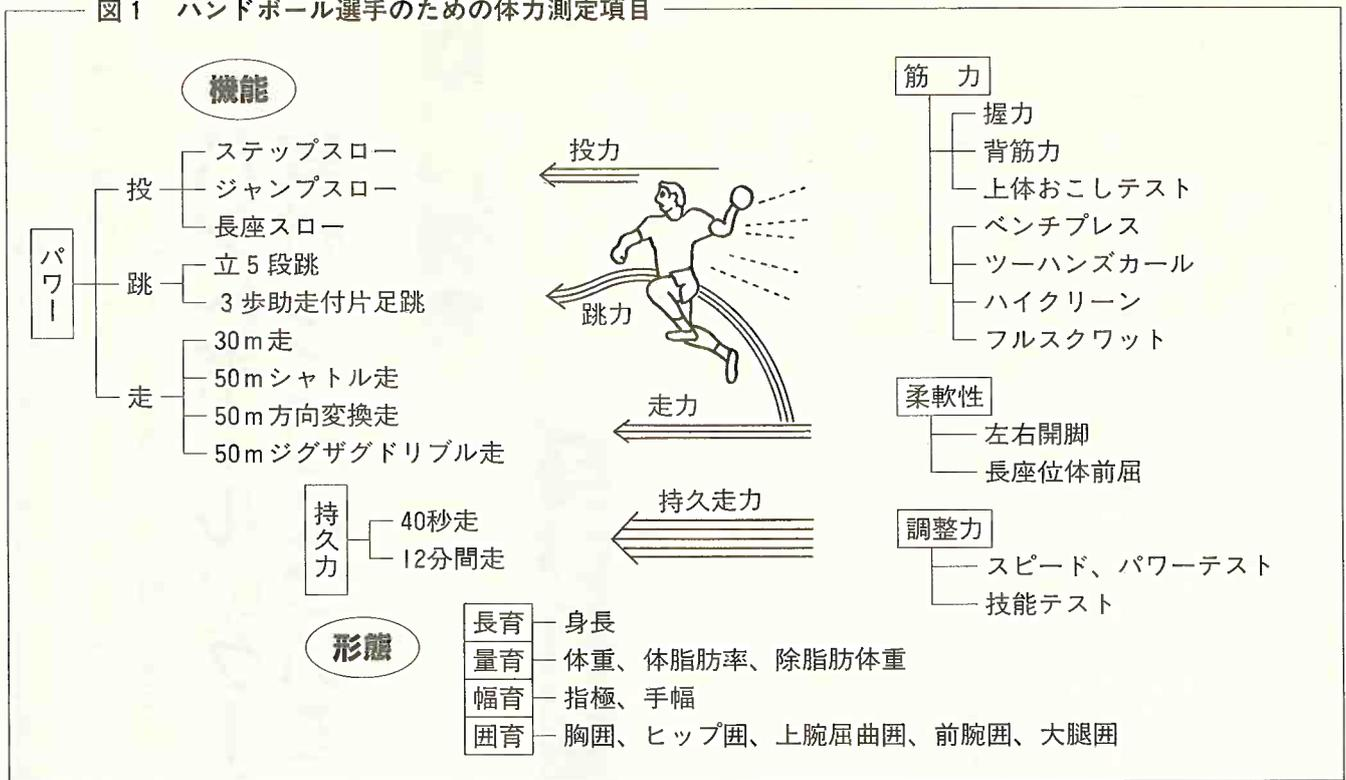 図1 ハンドボール選手のための体力測定項目
機能
パワー
投
ステップスロー
ジャンプスロー
長座スロー
跳
立5段跳
3歩助走付片足跳
走
30m走
50mシャトル走
50m方向変換走
50mジグザグドリブル走
持久力
40秒走
12分間走
投力
跳力
走力
持久走力
筋 力
握力
背筋力
上体おこしテスト
ベンチプレス
ツーハンズカール
ハイクリーン
フルスクワット
柔軟性
左右開脚
長座位体前屈
調整力
スピード、パワーテスト
技能テスト
形態
長育 身長
量育 体重、体脂肪率、除脂肪体重
幅育 指極、手幅
囲育 胸囲、ヒップ囲、上腕屈曲囲、前腕囲、大腿囲